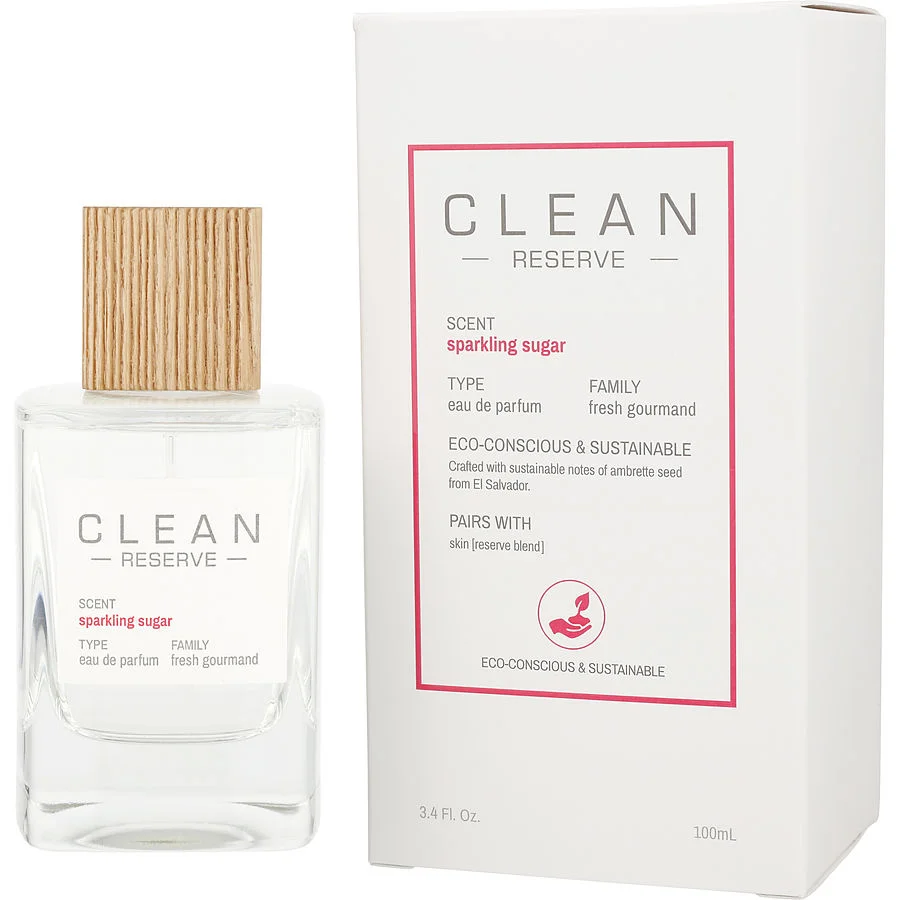 CLEAN
RESERVE
SCENT
sparkling sugar
TYPE FAMILY
eau de parfum fresh gourmand
CLEAN
RESERVE
SCENT
sparkling sugar
TYPE FAMILY
eau de parfum fresh gourmand
ECO-CONSCIOUS & SUSTAINABLE
Crafted with sustainable notes of ambrette seed
from El Salvador.
PAIRS WITH
skin [reserve blend]
ECO-CONSCIOUS & SUSTAINABLE
3.4 Fl. Oz. 100mL